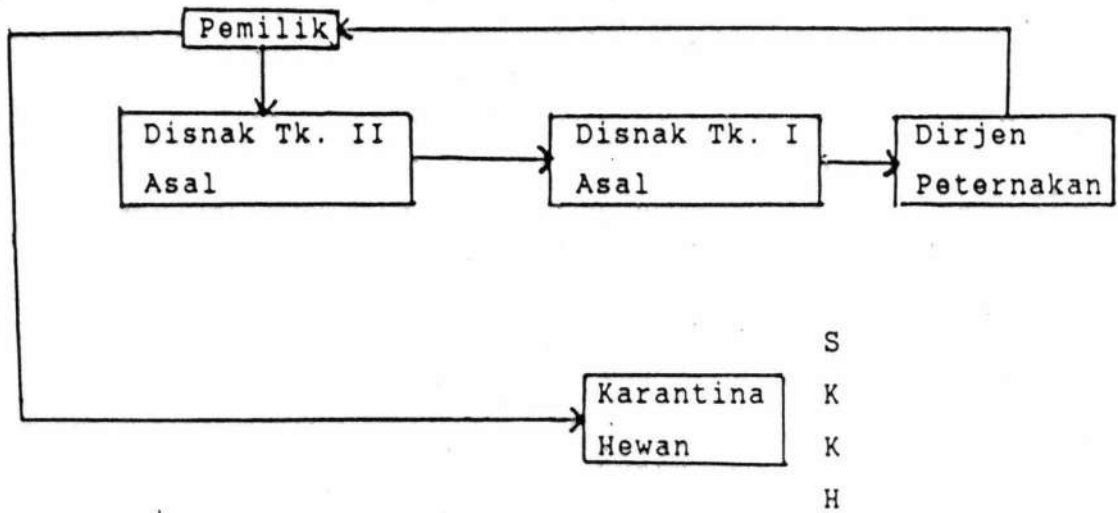 Pemilik
Disnak Tk. II
Asal
Disnak Tk. I
Asal
Dirjen
Peternakan
Karantina
Hewan
S
K
K
H